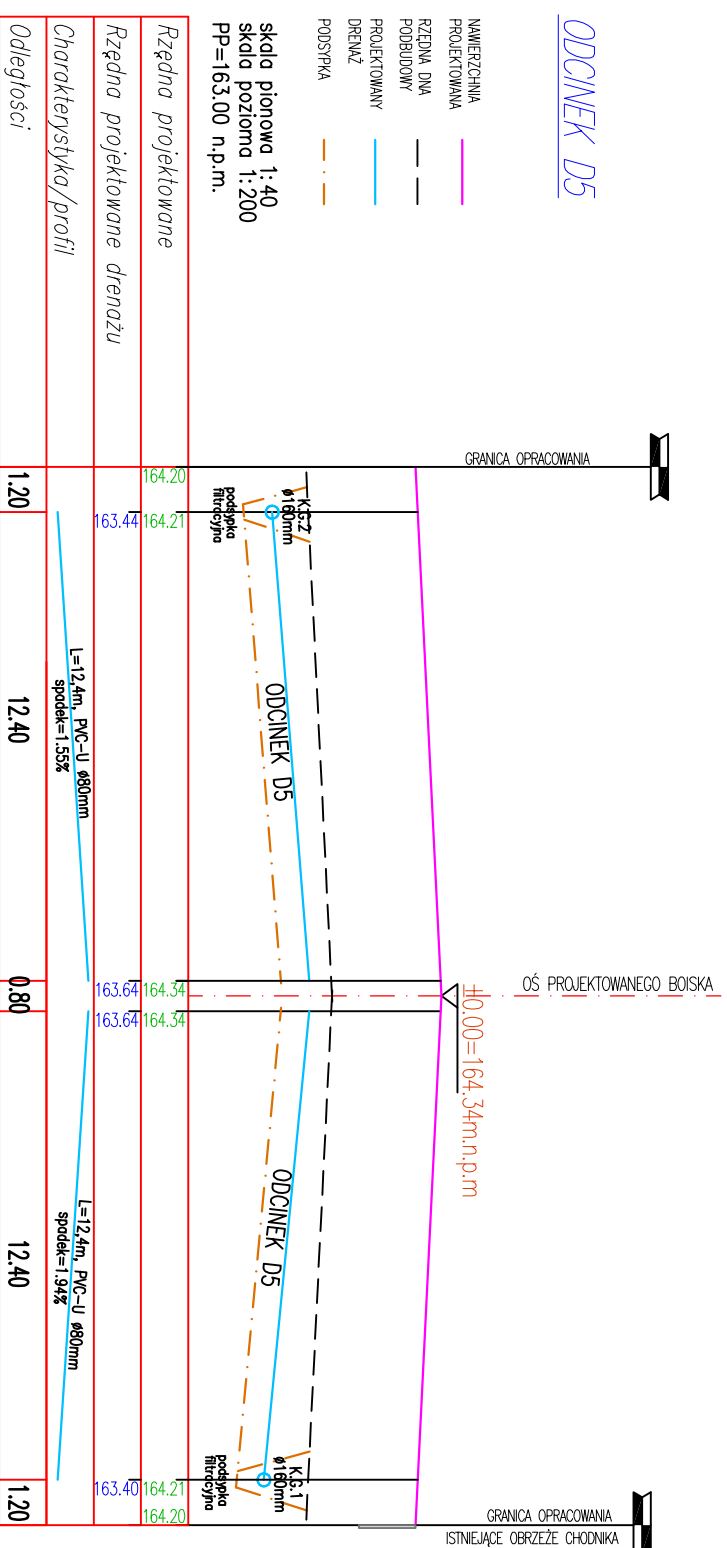 ODCINEK D5
NAWIERZCHNIA
PROJEKTOWANA
RZĘDNA DNA
PODBUDOWY
PROJEKTOWANY
DRENAŻ
PODSYPKA
skala pionowa 1:40
skala pozioma 1:200
PP=163.00 n.p.m.
GRANICA OPRACOWANIA
OŚ PROJEKTOWANEGO BOISKA
±0.00=164.34m.n.p.m
GRANICA OPRACOWANIA
ISTNIEJĄCE OBRZEŻE CHODNIKA
K.G.2
ø160mm
podsypka
filtracyjna
ODCINEK D5
ODCINEK D5
K.G.1
ø160mm
podsypka
filtracyjna
Rzędna projektowane
164.20
164.21
164.34
164.34
164.21
164.20
Rzędna projektowane drenażu
163.44
163.64
163.64
163.40
Charakterystyka/profil
L=12,4m, PVC-U ø80mm
spadek=1.55%
L=12,4m, PVC-U ø80mm
spadek=1.94%
Odległości
1.20
12.40
0.80
12.40
1.20